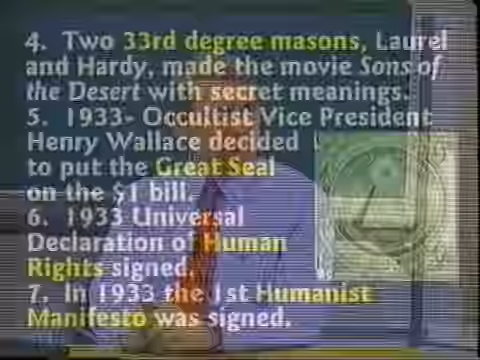 4. Two 33rd degree masons, Laurel
and Hardy, made the movie Sons of
the Desert with secret meanings.
5. 1933- Occultist Vice President
Henry Wallace decided
to put the Great Seal
on the $1 bill.
6. 1933 Universal
Declaration of Human
Rights signed.
7. In 1933 the 1st Humanist
Manifesto was signed.